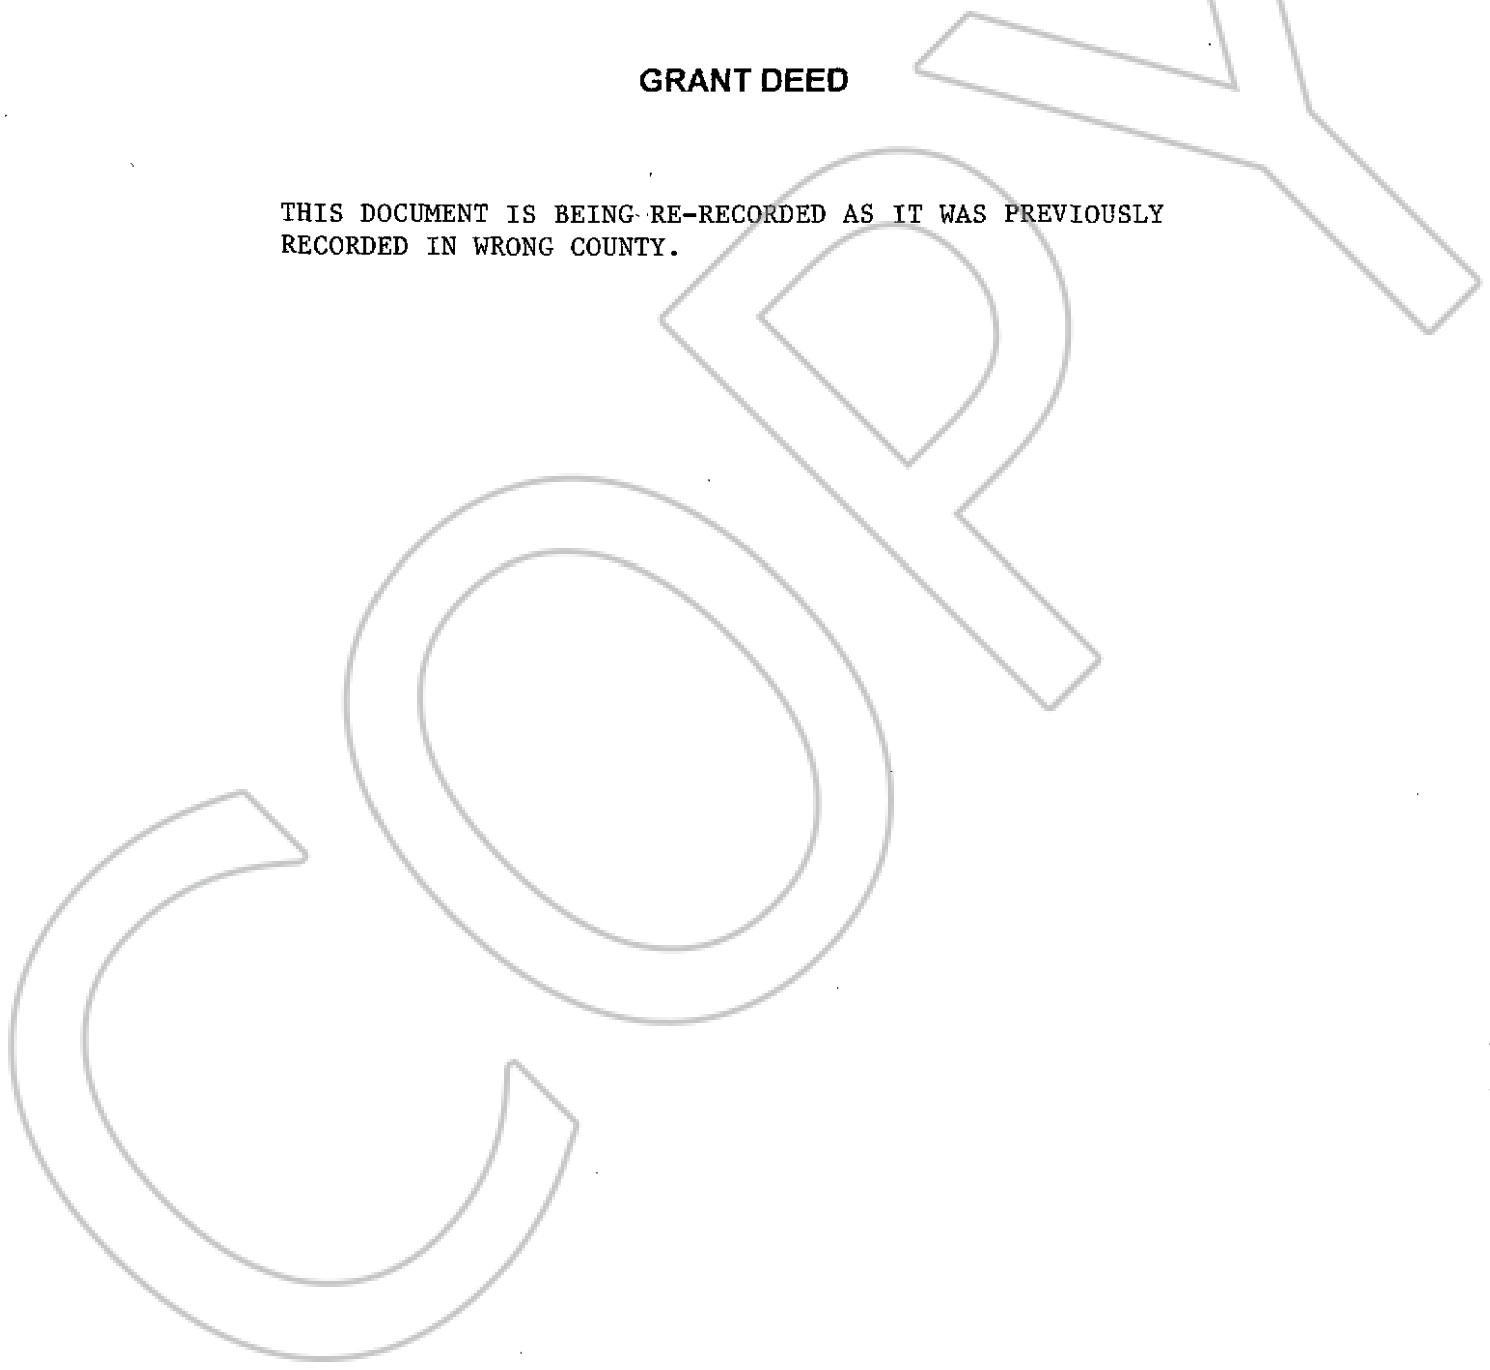 GRANT DEED
THIS DOCUMENT IS BEING RE-RECORDED AS IT WAS PREVIOUSLY
RECORDED IN WRONG COUNTY.
COPY